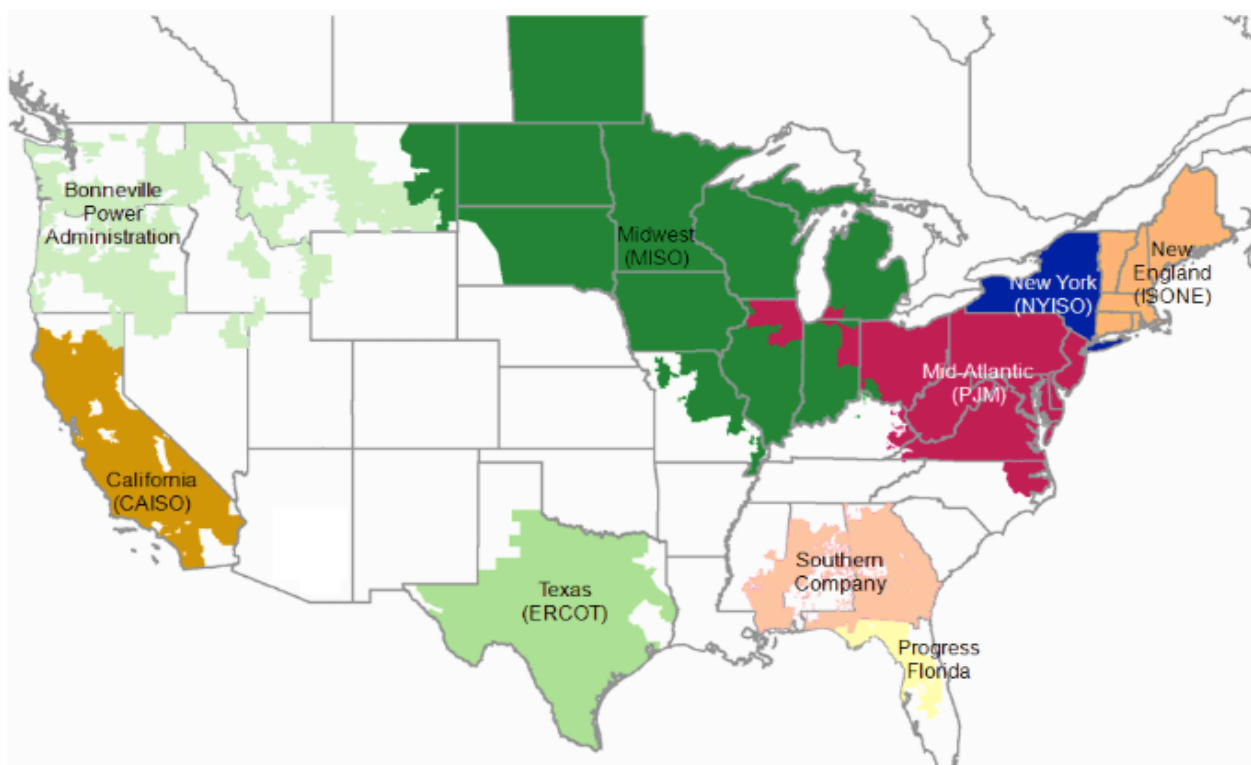 Bonneville
Power
Administration
Midwest
(MISO)
New York
(NYISO)
New
England
(ISONE)
Mid-Atlantic
(PJM)
California
(CAISO)
Texas
(ERCOT)
Southern
Company
Progress
Florida